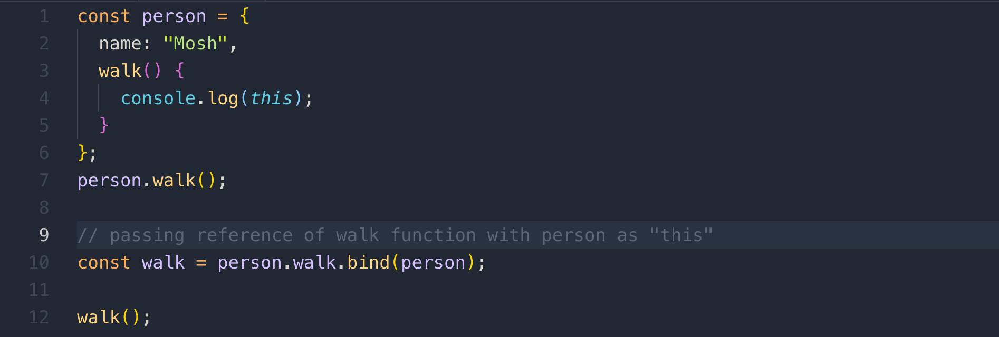 1 const person = {
2 name: "Mosh",
3 walk() {
4 console.log(this);
5 }
6 };
7 person.walk();
8
9 // passing reference of walk function with person as "this"
10 const walk = person.walk.bind(person);
11
12 walk();